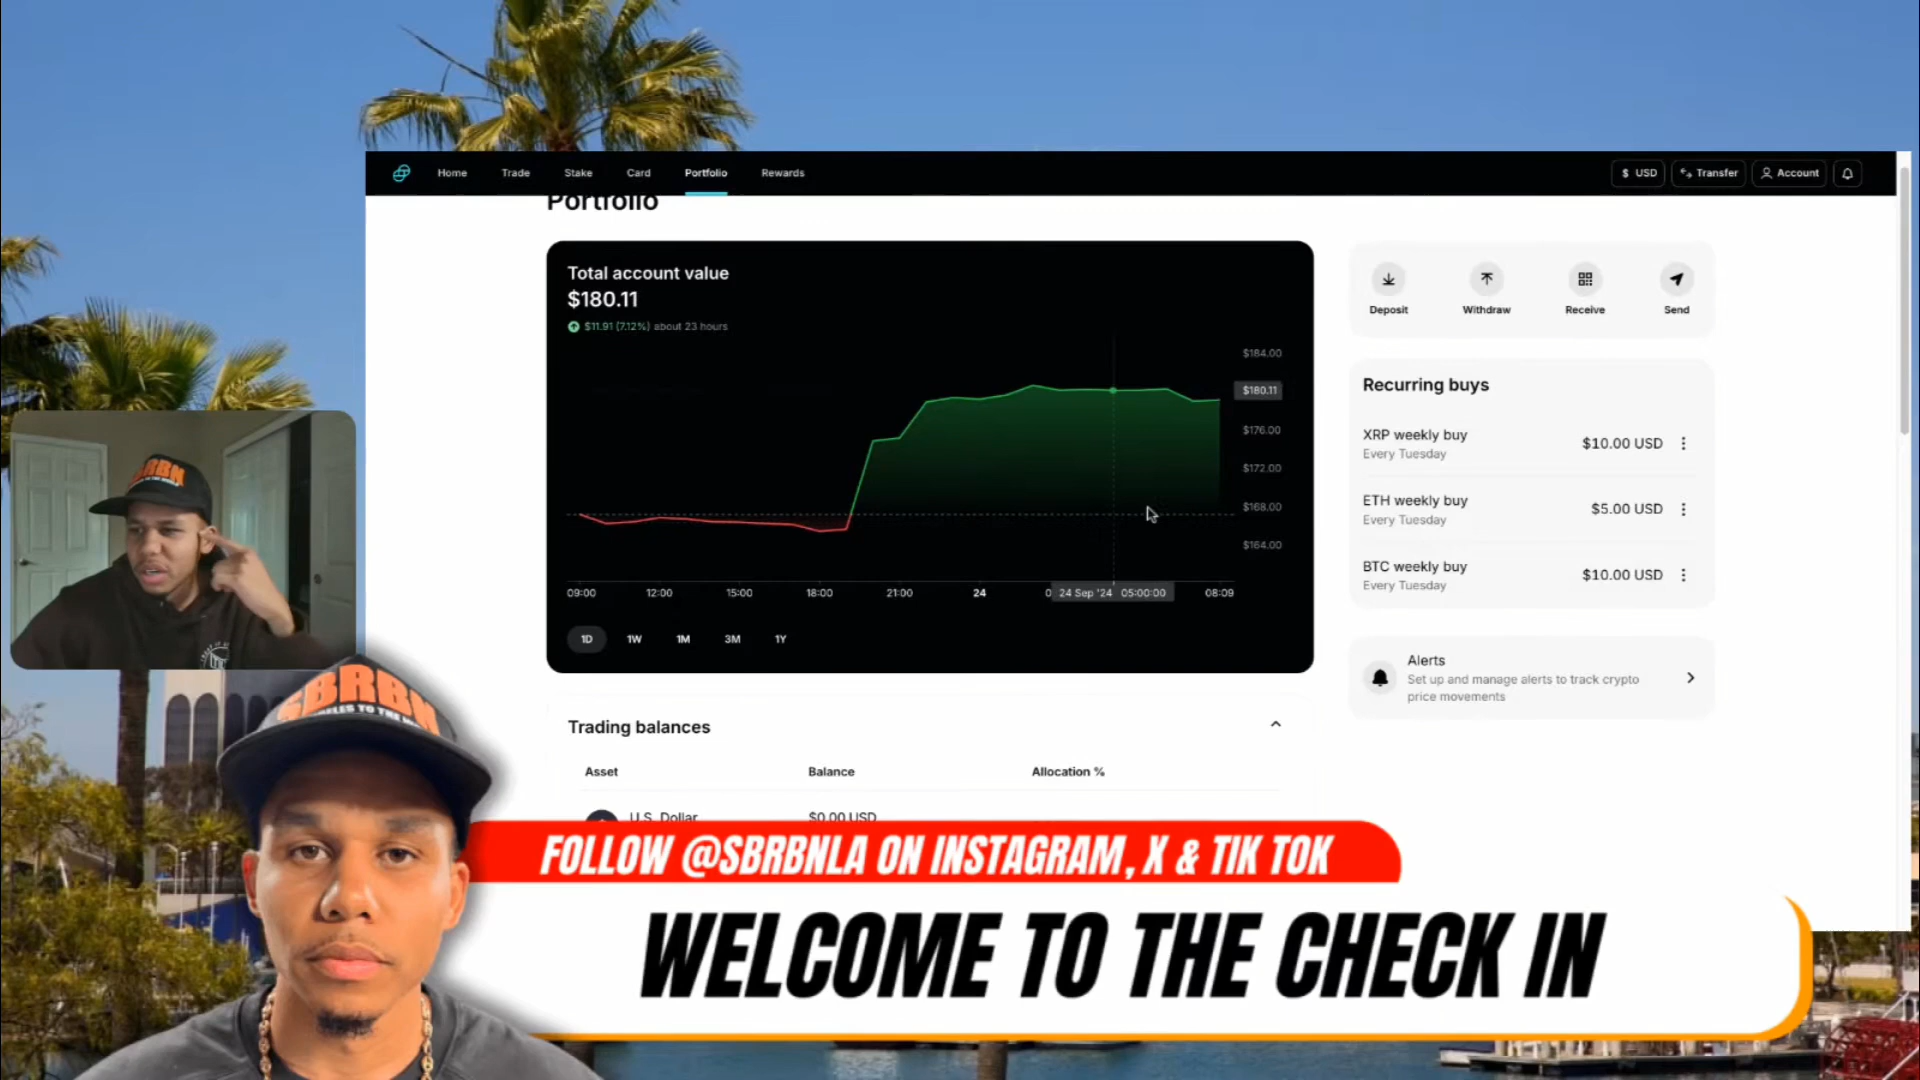 Home Trade Stake Card Portfolio Rewards
$ USD Transfer Account
Portfolio
Total account value
$180.11
$11.91 (7.12%) about 23 hours
$184.00
$180.11
$176.00
$172.00
$168.00
$164.00
09:00 12:00 15:00 18:00 21:00 24 0 24 Sep '24 05:00:00 08:09
1D 1W 1M 3M 1Y
Deposit Withdraw Receive Send
Recurring buys
XRP weekly buy $10.00 USD
Every Tuesday
ETH weekly buy $5.00 USD
Every Tuesday
BTC weekly buy $10.00 USD
Every Tuesday
Alerts
Set up and manage alerts to track crypto
price movements
Trading balances
Asset Balance Allocation %
U.S. Dollar $0.00 USD
SBRBN
SBRBN
FOLLOW @SBRBNLA ON INSTAGRAM, X & TIK TOK
WELCOME TO THE CHECK IN